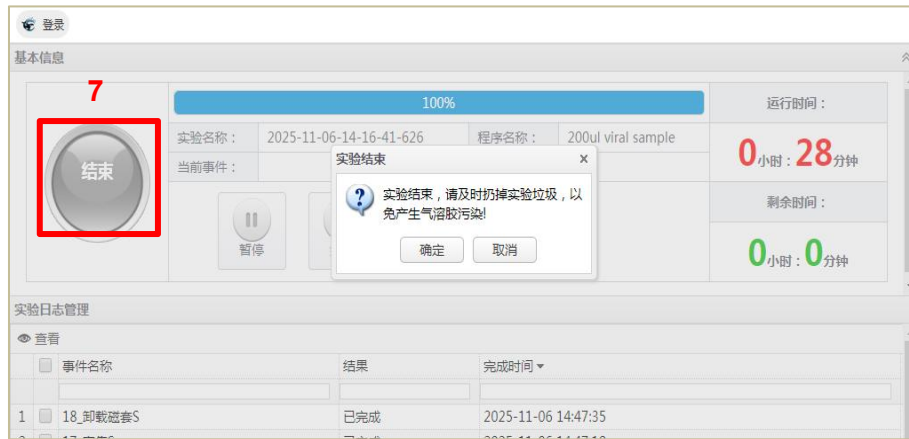 登录
基本信息
7
结束
100%
实验名称： 2025-11-06-14-16-41-626 程序名称： 200ul viral sample
当前事件：
暂停
运行时间：
0小时：28分钟
剩余时间：
0小时：0分钟
实验结束 x
实验结束，请及时扔掉实验垃圾，以
免产生气溶胶污染!
确定 取消
实验日志管理
查看
事件名称 结果 完成时间
1 18_卸载磁套S 已完成 2025-11-06 14:47:35